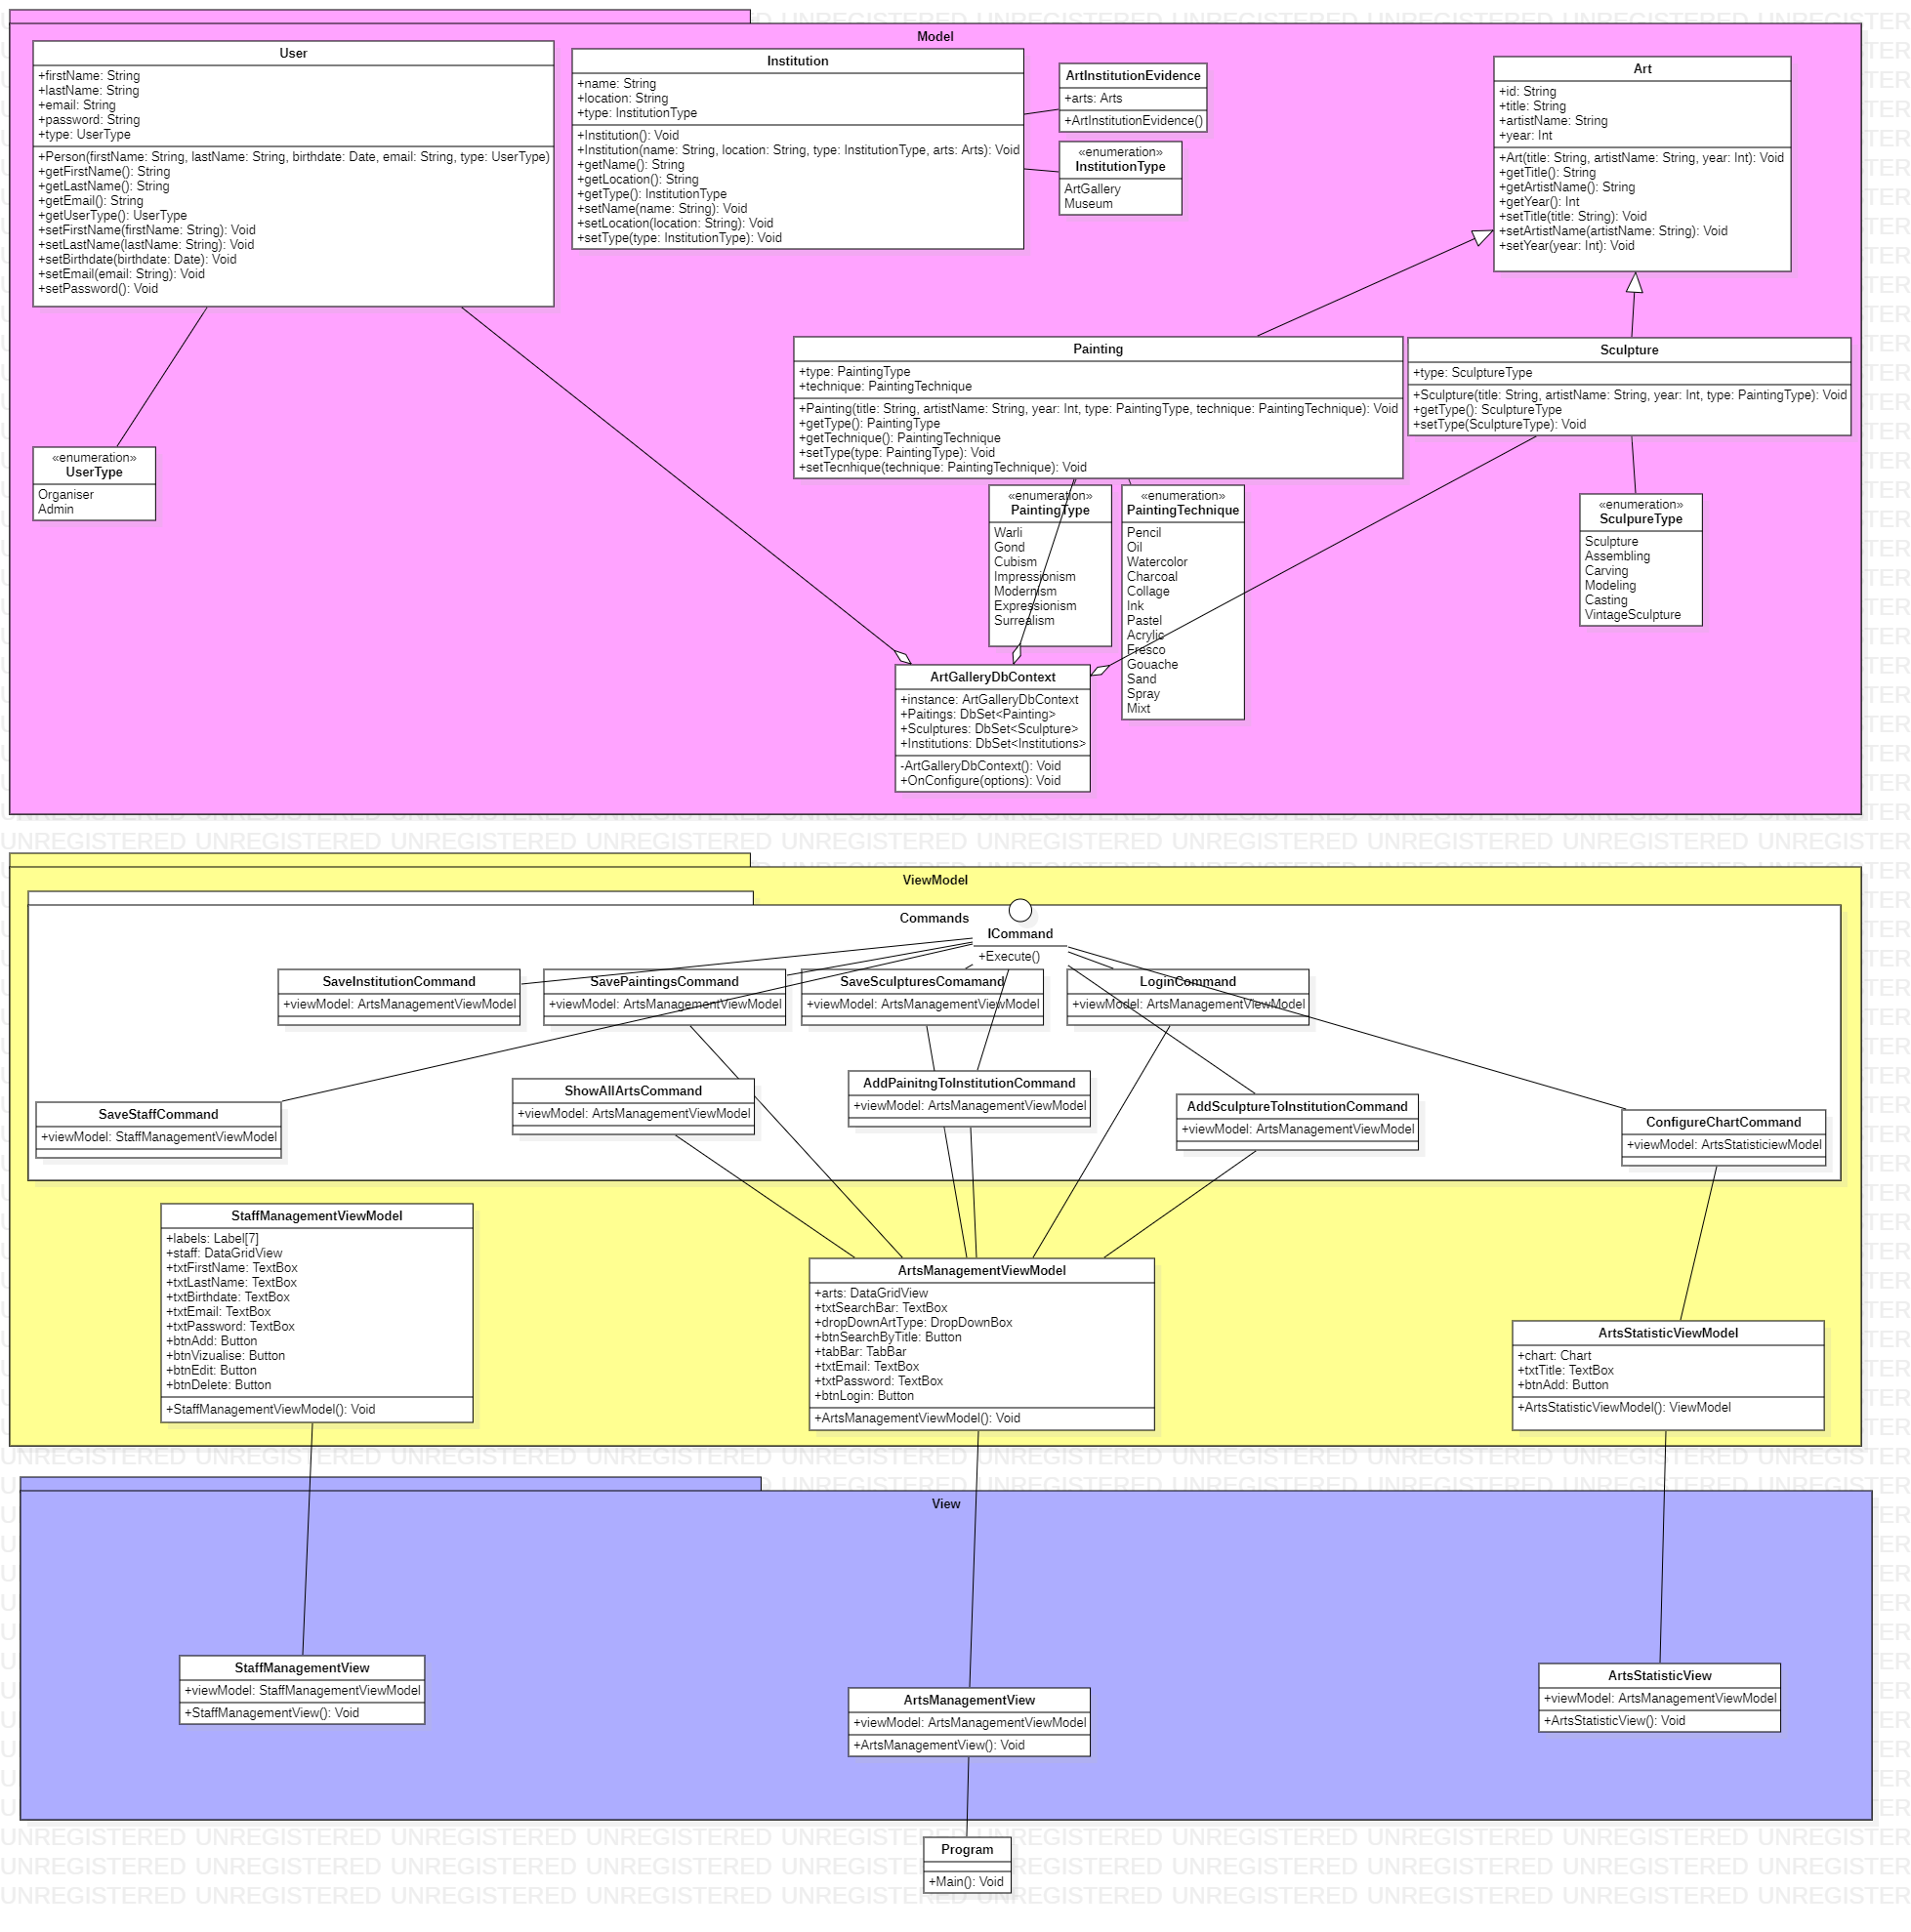 Model
User
+firstName: String
+lastName: String
+email: String
+password: String
+type: UserType
+Person(firstName: String, lastName: String, birthdate: Date, email: String, type: UserType)
+getFirstName(): String
+getLastName(): String
+getEmail(): String
+getUserType(): UserType
+setFirstName(firstName: String): Void
+setLastName(lastName: String): Void
+setBirthdate(birthdate: Date): Void
+setEmail(email: String): Void
+setPassword(): Void
Institution
+name: String
+location: String
+type: InstitutionType
+Institution(): Void
+Institution(name: String, location: String, type: InstitutionType, arts: Arts): Void
+getName(): String
+getLocation(): String
+getType(): InstitutionType
+setName(name: String): Void
+setLocation(location: String): Void
+setType(type: InstitutionType): Void
ArtInstitutionEvidence
+arts: Arts
+ArtInstitutionEvidence()
«enumeration»
InstitutionType
ArtGallery
Museum
Art
+id: String
+title: String
+artistName: String
+year: Int
+Art(title: String, artistName: String, year: Int): Void
+getTitle(): String
+getArtistName(): String
+getYear(): Int
+setTitle(title: String): Void
+setArtistName(artistName: String): Void
+setYear(year: Int): Void
Painting
+type: PaintingType
+technique: PaintingTechnique
+Painting(title: String, artistName: String, year: Int, type: PaintingType, technique: PaintingTechnique): Void
+getType(): PaintingType
+getTechnique(): PaintingTechnique
+setType(type: PaintingType): Void
+setTecnhique(technique: PaintingTechnique): Void
Sculpture
+type: SculptureType
+Sculpture(title: String, artistName: String, year: Int, type: PaintingType): Void
+getType(): SculptureType
+setType(SculptureType): Void
«enumeration»
UserType
Organiser
Admin
«enumeration»
PaintingType
Warli
Gond
Cubism
Impressionism
Modernism
Expressionism
Surrealism
«enumeration»
PaintingTechnique
Pencil
Oil
Watercolor
Charcoal
Collage
Ink
Pastel
Acrylic
Fresco
Gouache
Sand
Spray
Mixt
«enumeration»
SculpureType
Sculpture
Assembling
Carving
Modeling
Casting
VintageSculpture
ArtGalleryDbContext
+instance: ArtGalleryDbContext
+Paitings: DbSet<Painting>
+Sculptures: DbSet<Sculpture>
+Institutions: DbSet<Institutions>
-ArtGalleryDbContext(): Void
+OnConfigure(options): Void
ViewModel
Commands
ICommand
+Execute()
SaveInstitutionCommand
+viewModel: ArtsManagementViewModel
SavePaintingsCommand
+viewModel: ArtsManagementViewModel
SaveSculpturesComamand
+viewModel: ArtsManagementViewModel
LoginCommand
+viewModel: ArtsManagementViewModel
SaveStaffCommand
+viewModel: StaffManagementViewModel
ShowAllArtsCommand
+viewModel: ArtsManagementViewModel
AddPainitngToInstitutionCommand
+viewModel: ArtsManagementViewModel
AddSculptureToInstitutionCommand
+viewModel: ArtsManagementViewModel
ConfigureChartCommand
+viewModel: ArtsStatisticiewModel
StaffManagementViewModel
+labels: Label[7]
+staff: DataGridView
+txtFirstName: TextBox
+txtLastName: TextBox
+txtBirthdate: TextBox
+txtEmail: TextBox
+txtPassword: TextBox
+btnAdd: Button
+btnVizualise: Button
+btnEdit: Button
+btnDelete: Button
+StaffManagementViewModel(): Void
ArtsManagementViewModel
+arts: DataGridView
+txtSearchBar: TextBox
+dropDownArtType: DropDownBox
+btnSearchByTitle: Button
+tabBar: TabBar
+txtEmail: TextBox
+txtPassword: TextBox
+btnLogin: Button
+ArtsManagementViewModel(): Void
ArtsStatisticViewModel
+chart: Chart
+txtTitle: TextBox
+btnAdd: Button
+ArtsStatisticViewModel(): ViewModel
View
StaffManagementView
+viewModel: StaffManagementViewModel
+StaffManagementView(): Void
ArtsManagementView
+viewModel: ArtsManagementViewModel
+ArtsManagementView(): Void
ArtsStatisticView
+viewModel: ArtsManagementViewModel
+ArtsStatisticView(): Void
Program
+Main(): Void